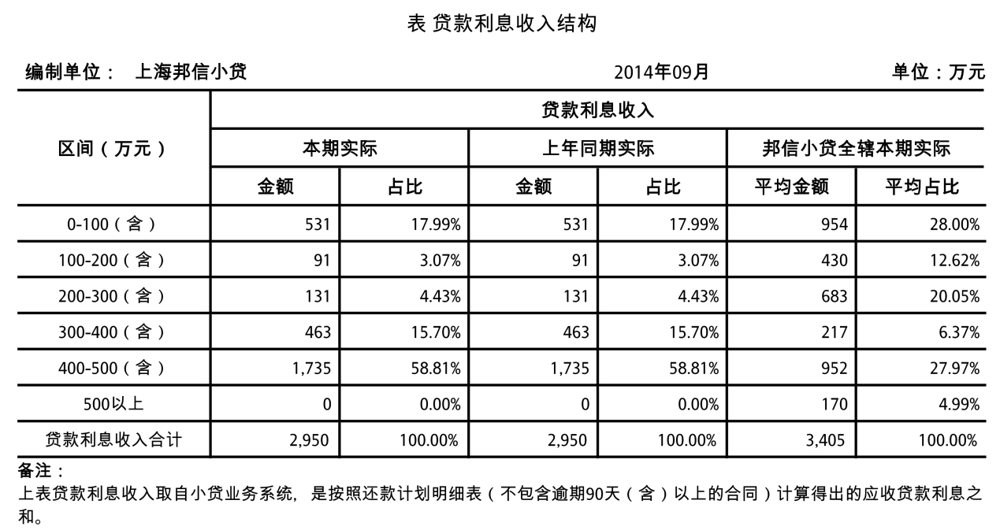 表 贷款利息收入结构
编制单位： 上海邦信小贷 2014年09月 单位：万元
区间（万元） 贷款利息收入
本期实际 上年同期实际 邦信小贷全辖本期实际
金额 占比 金额 占比 平均金额 平均占比
0-100（含） 531 17.99% 531 17.99% 954 28.00%
100-200（含） 91 3.07% 91 3.07% 430 12.62%
200-300（含） 131 4.43% 131 4.43% 683 20.05%
300-400（含） 463 15.70% 463 15.70% 217 6.37%
400-500（含） 1,735 58.81% 1,735 58.81% 952 27.97%
500以上 0 0.00% 0 0.00% 170 4.99%
贷款利息收入合计 2,950 100.00% 2,950 100.00% 3,405 100.00%
备注：
上表贷款利息收入取自小贷业务系统，是按照还款计划明细表（不包含逾期90天（含）以上的合同）计算得出的应收贷款利息之
和。